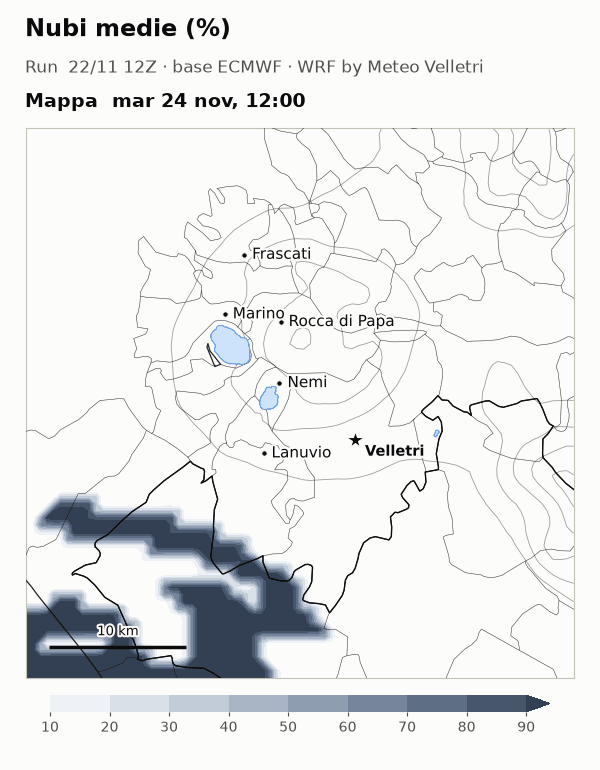 Nubi medie (%)
Run  22/11 12Z · base ECMWF · WRF by Meteo Velletri
Mappa  mar 24 nov, 12:00
Frascati
Marino
Rocca di Papa
Nemi
Velletri
Lanuvio
10 km
10 20 30 40 50 60 70 80 90